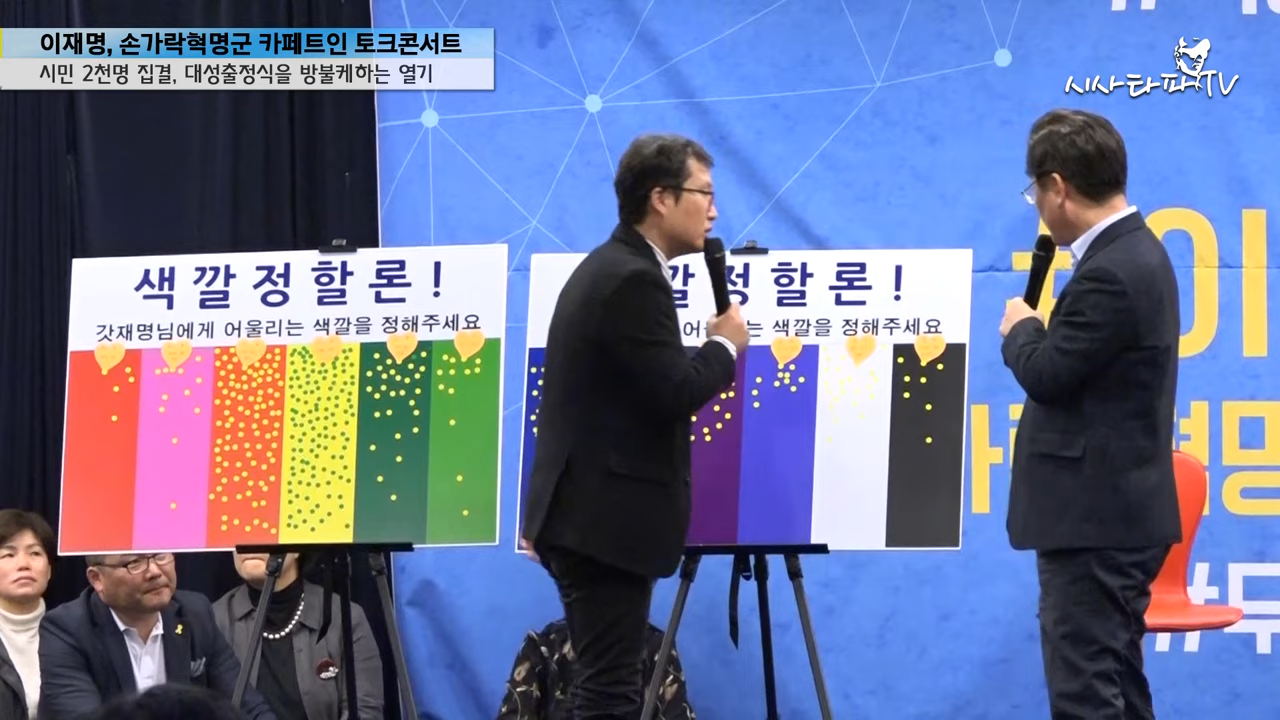 이재명, 손가락혁명군 카페트인 토크콘서트
시민 2천명 집결, 대성출정식을 방불케하는 열기
시사타파TV
색깔정할론!
갓재명님에게 어울리는 색깔을 정해주세요
깔정할론!
색깔을 정해주세요